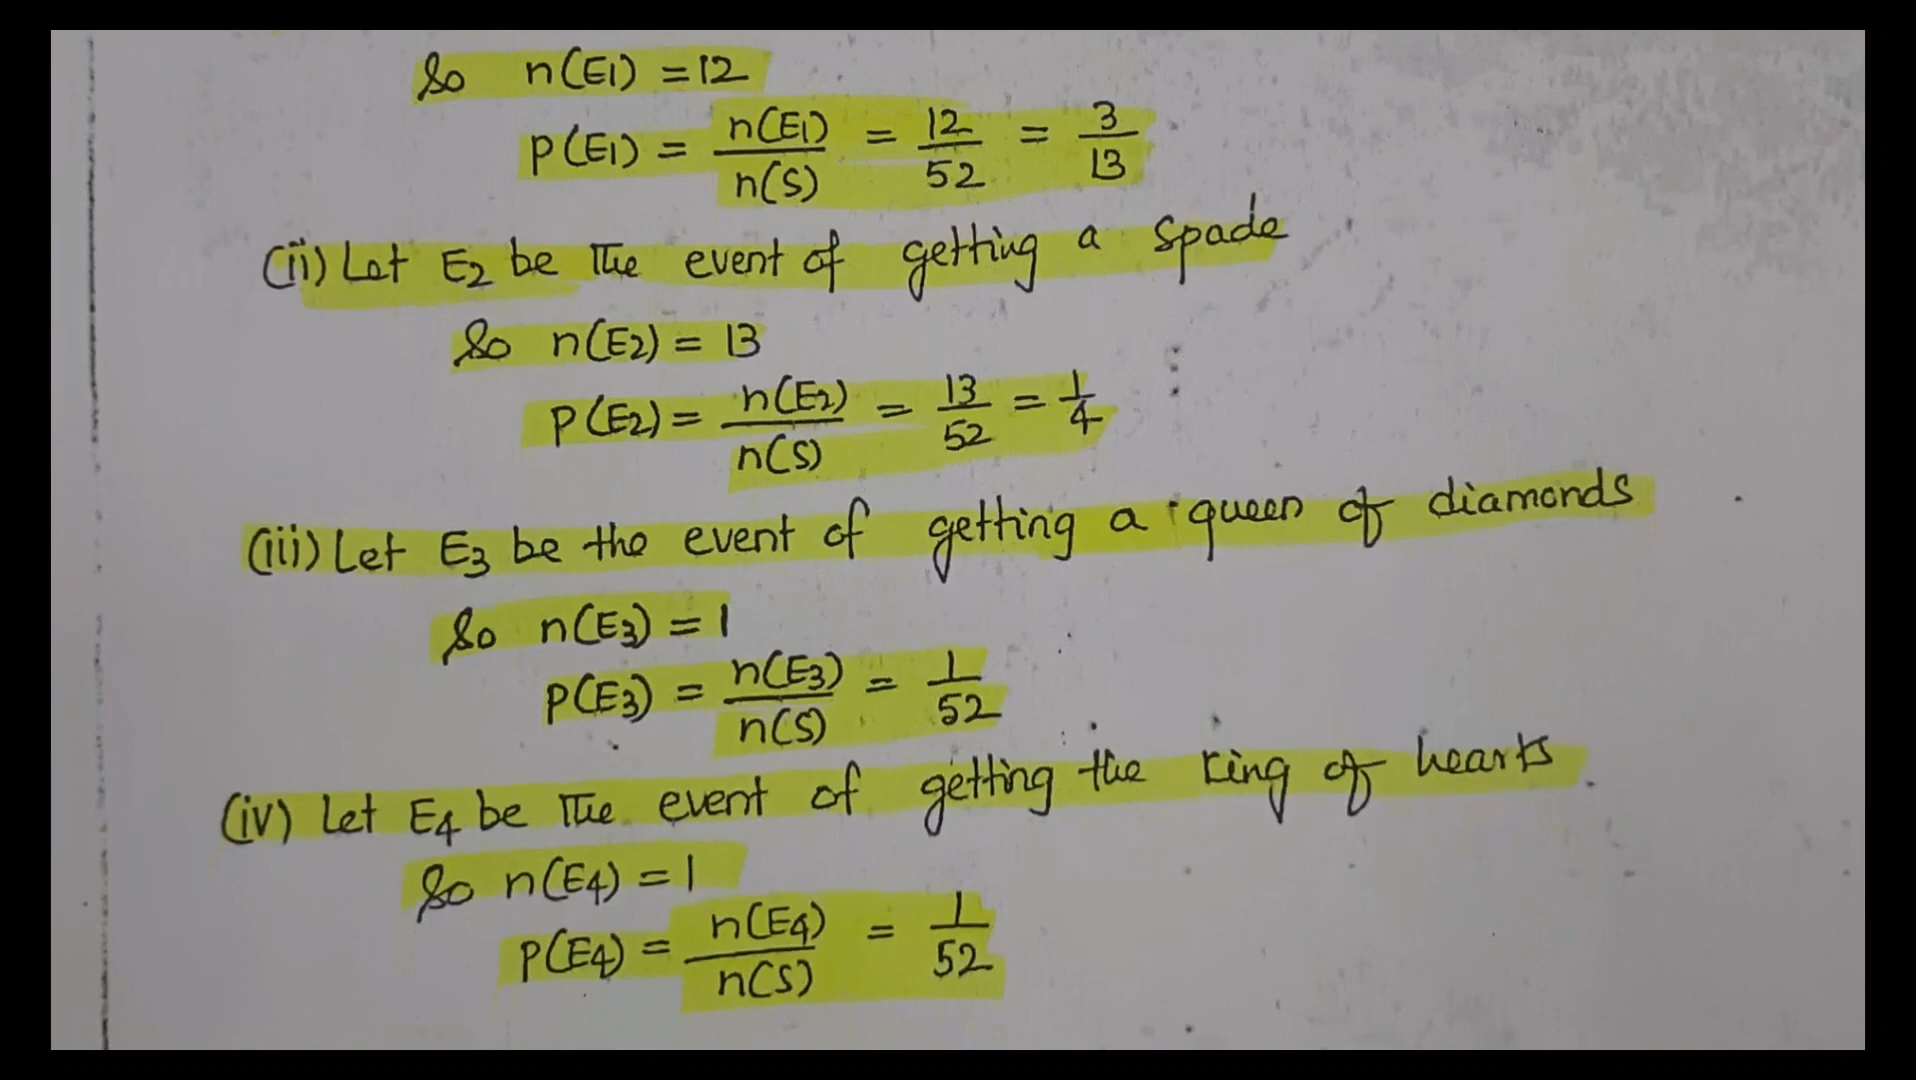 So n(E1) = 12
P(E1) = n(E1)/n(S) = 12/52 = 3/13
(ii) Let E2 be the event of getting a spade
So n(E2) = 13
P(E2) = n(E2)/n(S) = 13/52 = 1/4
(iii) Let E3 be the event of getting a queen of diamonds
So n(E3) = 1
P(E3) = n(E3)/n(S) = 1/52
(iv) Let E4 be the event of getting the king of hearts.
So n(E4) = 1
P(E4) = n(E4)/n(S) = 1/52